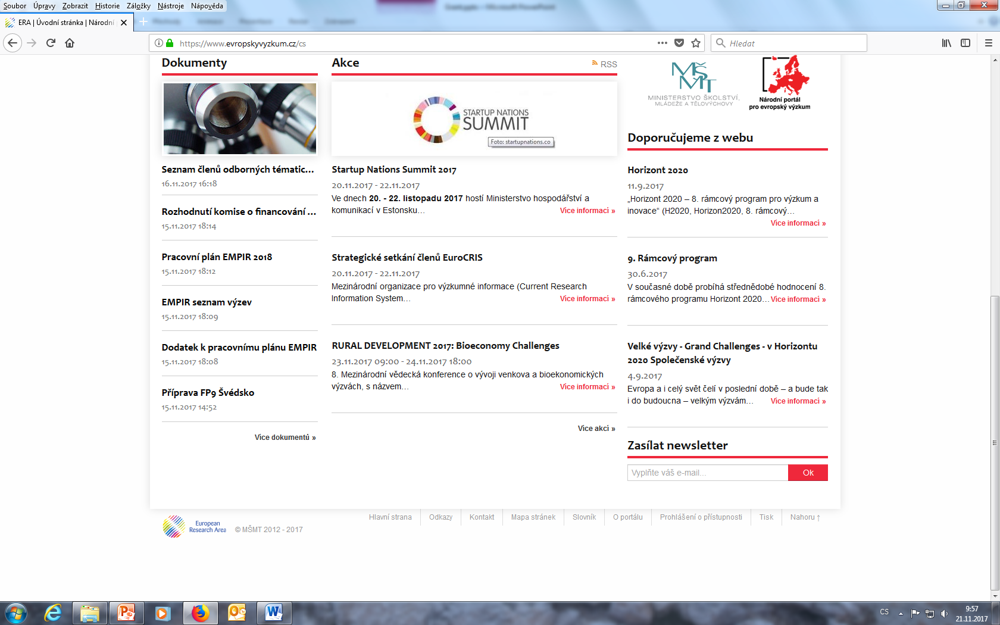 Soubor Úpravy Zobrazit Historie Záložky Nástroje Nápověda
ERA | Úvodní stránka | Národní
https://www.evropskyvyzkum.cz/cs
Hledat
Dokumenty
Seznam členů odborných tématic...
16.11.2017 16:18
Rozhodnutí komise o financování ...
15.11.2017 18:14
Pracovní plán EMPIR 2018
15.11.2017 18:12
EMPIR seznam výzev
15.11.2017 18:09
Dodatek k pracovnímu plánu EMPIR
15.11.2017 18:08
Příprava FP9 Švédsko
15.11.2017 14:52
Více dokumentů »
Akce
RSS
STARTUP NATIONS
SUMMIT
Foto: startupnations.co
Startup Nations Summit 2017
20.11.2017 - 22.11.2017
Ve dnech 20. - 22. listopadu 2017 hostí Ministerstvo hospodářství a
komunikací v Estonsku… Více informací »
Strategické setkání členů EuroCRIS
20.11.2017 - 22.11.2017
Mezinárodní organizace pro výzkumné informace (Current Research
Information System… Více informací »
RURAL DEVELOPMENT 2017: Bioeconomy Challenges
23.11.2017 09:00 - 24.11.2017 18:00
8. Mezinárodní vědecká konference o vývoji venkova a bioekonomických
výzvách, s názvem… Více informací »
Více akcí »
MŠMT
MINISTERSTVO ŠKOLSTVÍ,
MLÁDEŽE A TĚLOVÝCHOVY
Národní portál
pro evropský výzkum
Doporučujeme z webu
Horizont 2020
11.9.2017
„Horizont 2020 – 8. rámcový program pro výzkum a
inovace“ (H2020, Horizon2020, 8. rámcový…
Více informací »
9. Rámcový program
30.6.2017
V současné době probíhá střednědobé hodnocení 8.
rámcového programu Horizont 2020… Více informací »
Velké výzvy - Grand Challenges - v Horizontu
2020 Společenské výzvy
4.9.2017
Evropa a i celý svět čelí v poslední době – a bude tak
i do budoucna – velkým výzvám… Více informací »
Zasílat newsletter
Vyplňte váš e-mail...
Ok
European
Research Area
© MŠMT 2012 - 2017
Hlavní strana Odkazy Kontakt Mapa stránek Slovník O portálu Prohlášení o přístupnosti Tisk Nahoru ↑
CS
9:57
21.11.2017